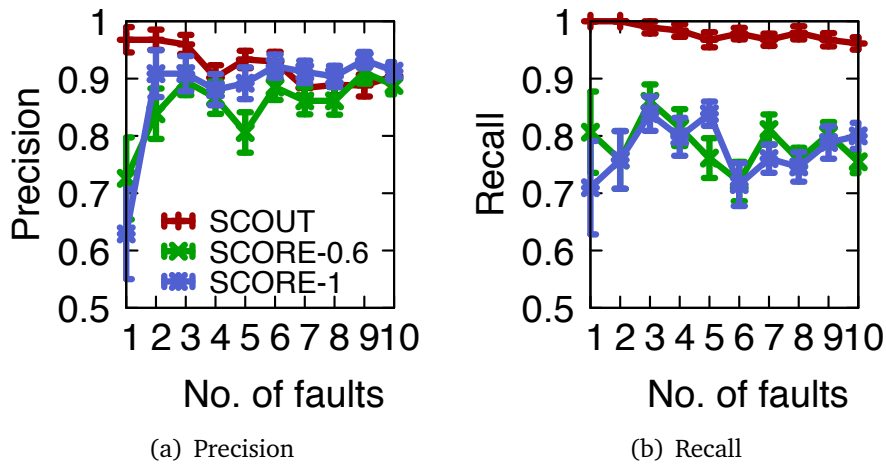 1
0.9
0.8
0.7
0.6
0.5
Precision
SCOUT
SCORE-0.6
SCORE-1
1 2 3 4 5 6 7 8 9 10
No. of faults
(a) Precision
1
0.9
0.8
0.7
0.6
0.5
Recall
1 2 3 4 5 6 7 8 9 10
No. of faults
(b) Recall